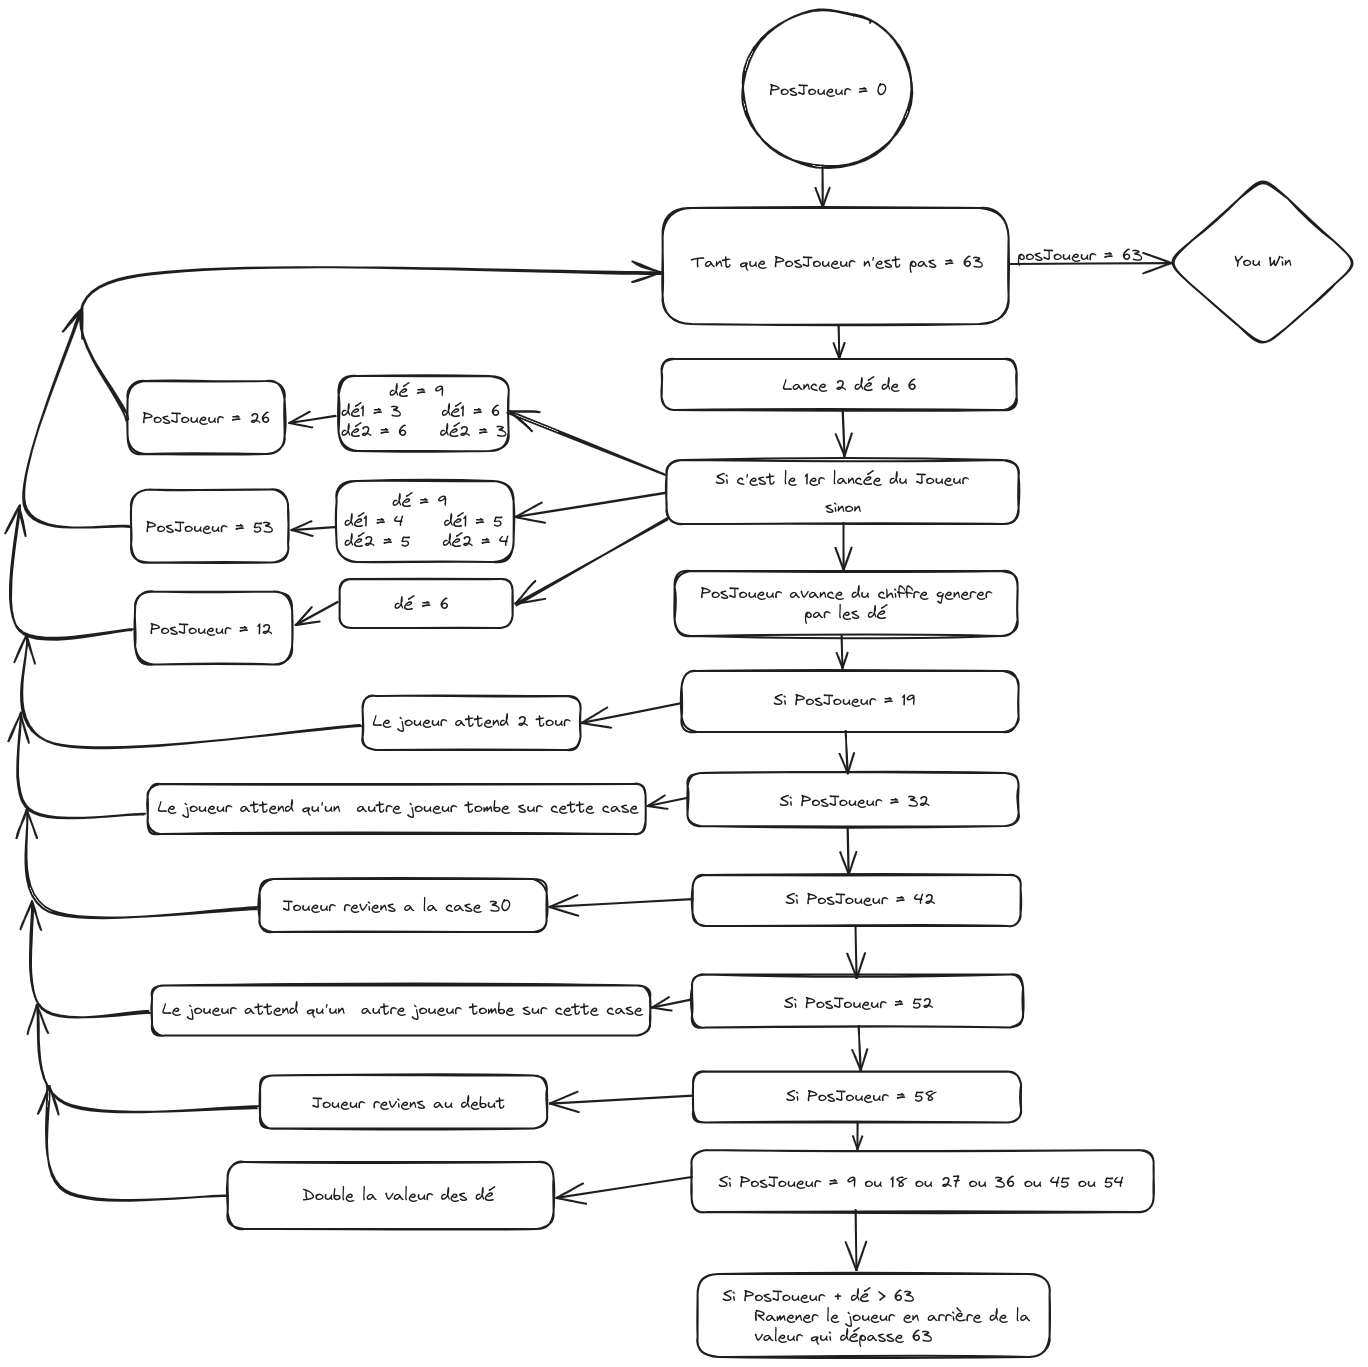 PosJoueur = 0
Tant que PosJoueur n'est pas = 63
posJoueur = 63
You Win
Lance 2 dé de 6
Si c'est le 1er lancée du Joueur
sinon
dé = 9
dé1 = 3 dé1 = 6
dé2 = 6 dé2 = 3
PosJoueur = 26
dé = 9
dé1 = 4 dé1 = 5
dé2 = 5 dé2 = 4
PosJoueur = 53
dé = 6
PosJoueur = 12
PosJoueur avance du chiffre generer
par les dé
Si PosJoueur = 19
Le joueur attend 2 tour
Si PosJoueur = 32
Le joueur attend qu'un autre joueur tombe sur cette case
Si PosJoueur = 42
Joueur reviens a la case 30
Si PosJoueur = 52
Le joueur attend qu'un autre joueur tombe sur cette case
Si PosJoueur = 58
Joueur reviens au debut
Si PosJoueur = 9 ou 18 ou 27 ou 36 ou 45 ou 54
Double la valeur des dé
Si PosJoueur + dé > 63
Ramener le joueur en arrière de la
valeur qui dépasse 63